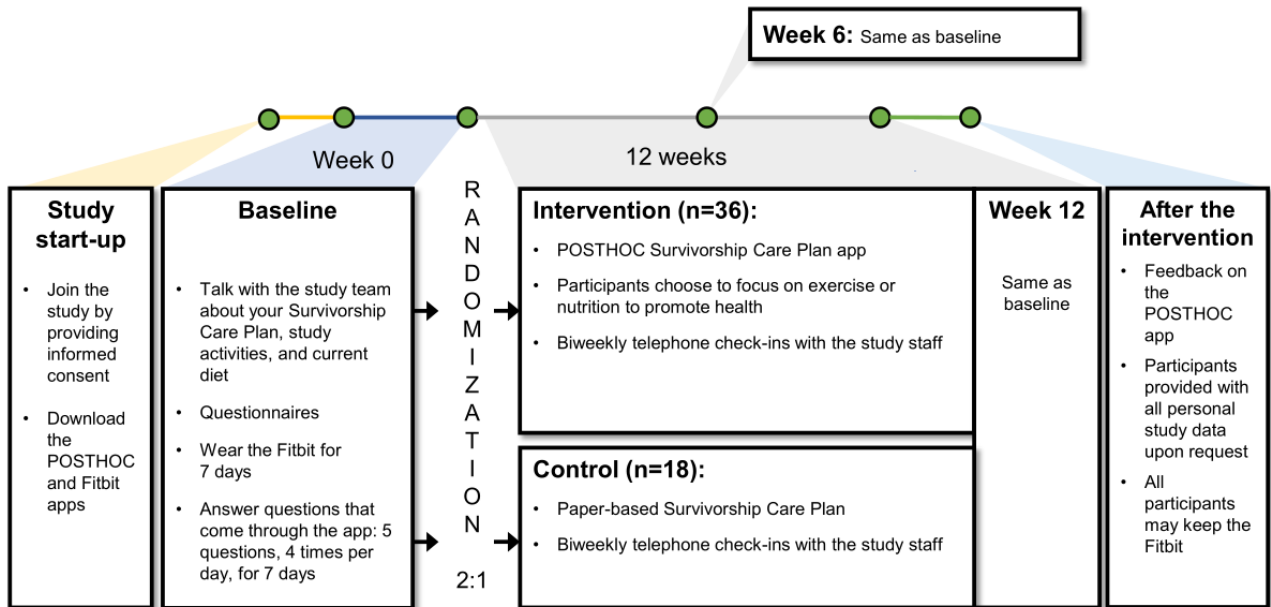 Week 6: Same as baseline
Week 0
12 weeks
Study
start-up
• Join the
study by
providing
informed
consent
• Download
the
POSTHOC
and Fitbit
apps
Baseline
• Talk with the study team
about your Survivorship
Care Plan, study
activities, and current
diet
• Questionnaires
• Wear the Fitbit for
7 days
• Answer questions that
come through the app: 5
questions, 4 times per
day, for 7 days
RANDOMIZATION
2:1
Intervention (n=36):
• POSTHOC Survivorship Care Plan app
• Participants choose to focus on exercise or
nutrition to promote health
• Biweekly telephone check-ins with the study staff
Control (n=18):
• Paper-based Survivorship Care Plan
• Biweekly telephone check-ins with the study staff
Week 12
Same as
baseline
After the
intervention
• Feedback on
the
POSTHOC
app
• Participants
provided with
all personal
study data
upon request
• All
participants
may keep the
Fitbit